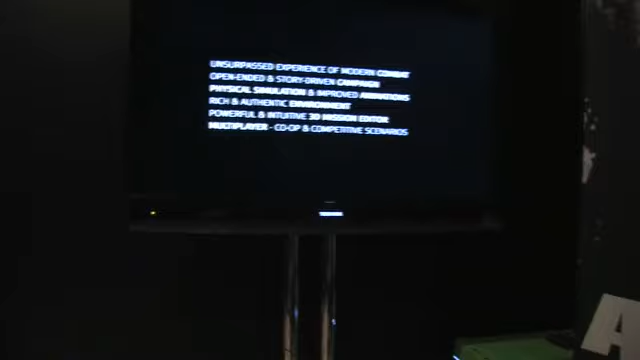 UNSURPASSED EXPERIENCE OF MODERN COMBAT
OPEN-ENDED & STORY-DRIVEN CAMPAIGN
PHYSICAL SIMULATION & IMPROVED ANIMATIONS
RICH & AUTHENTIC ENVIRONMENT
POWERFUL & INTUITIVE 3D MISSION EDITOR
MULTIPLAYER - CO-OP & COMPETITIVE SCENARIOS
A